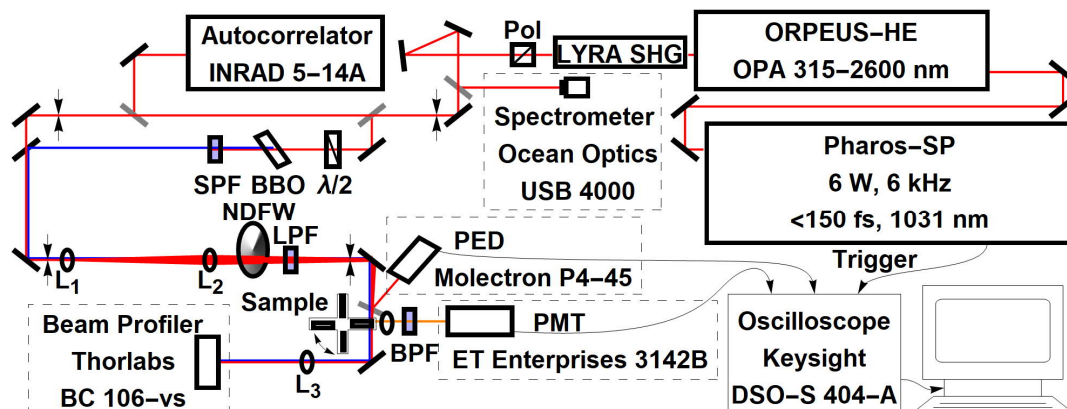 Autocorrelator
INRAD 5–14A
Pol
LYRA SHG
ORPEUS–HE
OPA 315–2600 nm
Spectrometer
Ocean Optics
USB 4000
Pharos–SP
6 W, 6 kHz
<150 fs, 1031 nm
SPF BBO λ/2
NDFW
LPF
L1
L2
PED
Molectron P4–45
Trigger
Sample
Beam Profiler
Thorlabs
BC 106–vs
L3
BPF
PMT
ET Enterprises 3142B
Oscilloscope
Keysight
DSO–S 404–A